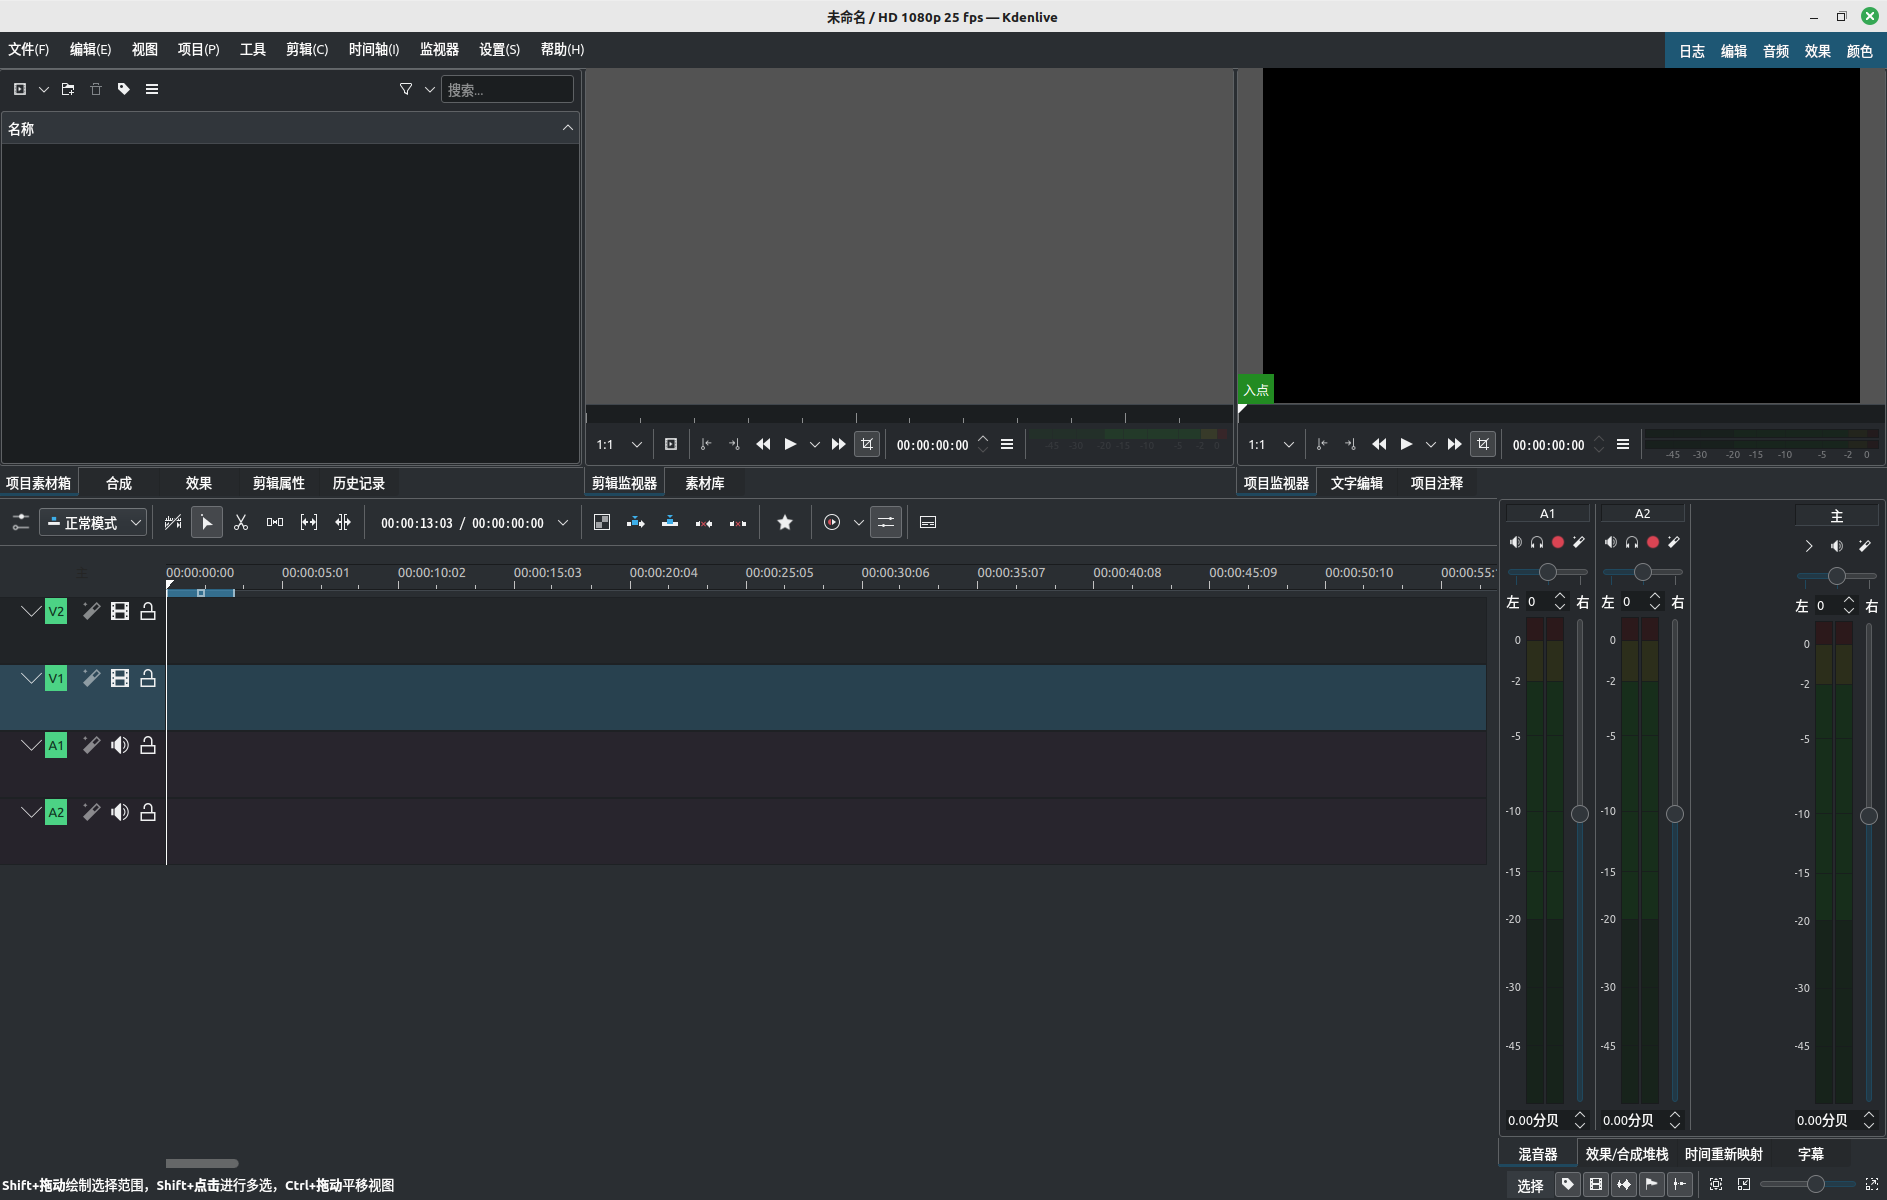 未命名 / HD 1080p 25 fps — Kdenlive
文件(F) 编辑(E) 视图 项目(P) 工具 剪辑(C) 时间轴(I) 监视器 设置(S) 帮助(H)
日志 编辑 音频 效果 颜色
搜索...
名称
入点
1:1 00:00:00:00 -45 -30 -20 -15 -10 -5 -2 0
1:1 00:00:00:00 -45 -30 -20 -15 -10 -5 -2 0
项目素材箱 合成 效果 剪辑属性 历史记录
剪辑监视器 素材库
项目监视器 文字编辑 项目注释
正常模式 00:00:13:03 / 00:00:00:00
00:00:00:00 00:00:05:01 00:00:10:02 00:00:15:03 00:00:20:04 00:00:25:05 00:00:30:06 00:00:35:07 00:00:40:08 00:00:45:09 00:00:50:10 00:00:55:
V2
V1
A1
A2
A1 A2 主
左 0 右 左 0 右 左 0 右
0 0 0
-2 -2 -2
-5 -5 -5
-10 -10 -10
-15 -15 -15
-20 -20 -20
-30 -30 -30
-45 -45 -45
0.00分贝 0.00分贝 0.00分贝
混音器 效果/合成堆栈 时间重新映射 字幕
Shift+拖动绘制选择范围，Shift+点击进行多选，Ctrl+拖动平移视图
选择